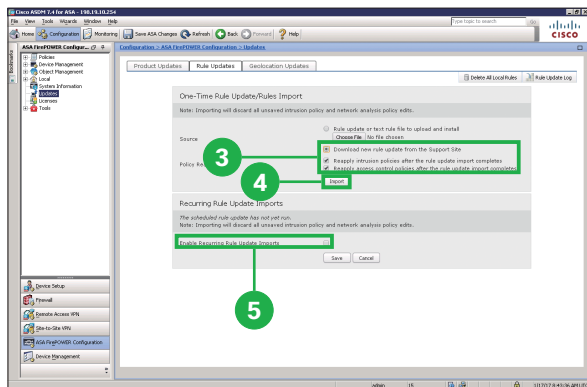 Cisco ASDM 7.4 for ASA - 198.19.10.254
File View Tools Wizards Window Help
Type topic to search
Go
Home Configuration Monitoring Save ASA Changes Refresh Back Forward Help
CISCO
Bookmarks
ASA FirePOWER Configur...
Configuration > ASA FirePOWER Configuration > Updates
Policies
Device Management
Object Management
Local
System Information
Updates
Licenses
Tools
Product Updates Rule Updates Geolocation Updates
Delete All Local Rules Rule Update Log
One-Time Rule Update/Rules Import
Note: Importing will discard all unsaved intrusion policy and network analysis policy edits.
Source
Rule update or text rule file to upload and install
Choose File No file chosen
Download new rule update from the Support Site
Policy Re
Reapply intrusion policies after the rule update import completes
Reapply access control policies after the rule update import completes
Import
3
4
Recurring Rule Update Imports
The scheduled rule update has not yet run.
Note: Importing will discard all unsaved intrusion policy and network analysis policy edits.
Enable Recurring Rule Update Imports
Save Cancel
5
Device Setup
Firewall
Remote Access VPN
Site-to-Site VPN
ASA FirePOWER Configuration
Device Management
admin 15